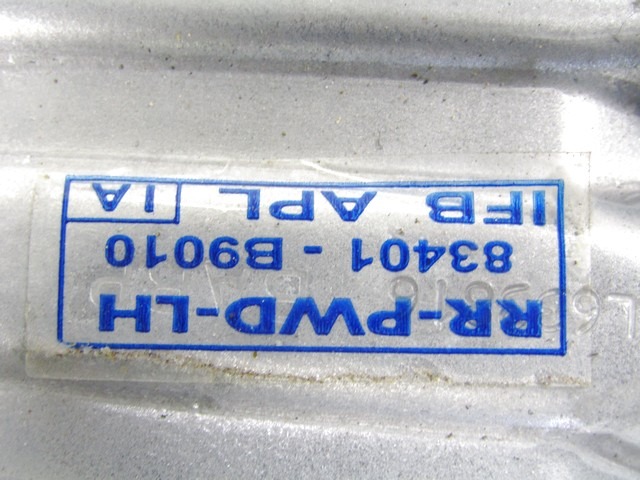 RR-PWD-LH
83401 - B9010
IFB APL IA